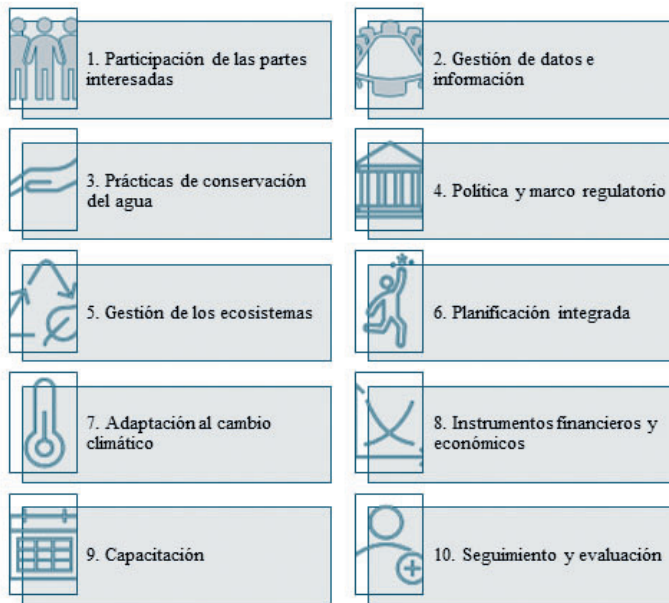 1. Participación de las partes
interesadas
2. Gestión de datos e
información
3. Prácticas de conservación
del agua
4. Política y marco regulatorio
5. Gestión de los ecosistemas
6. Planificación integrada
7. Adaptación al cambio
climático
8. Instrumentos financieros y
económicos
9. Capacitación
10. Seguimiento y evaluación